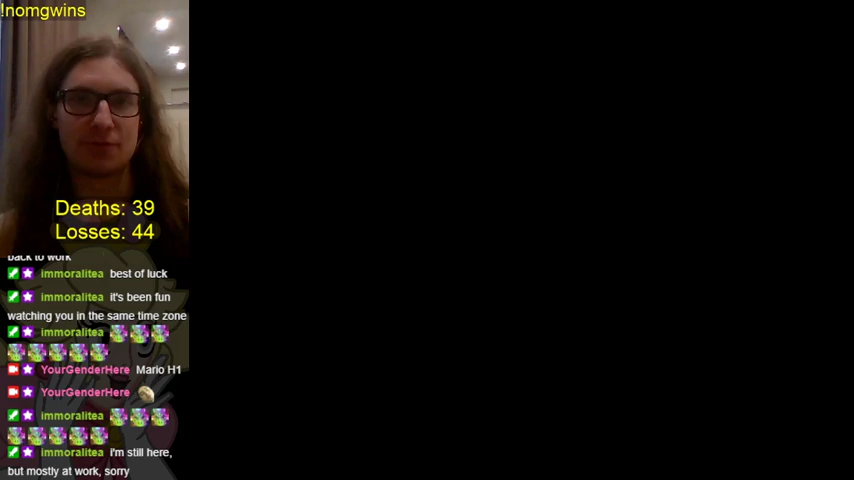 !nomgwins
Deaths: 39
Losses: 44
back to work
immoralitea best of luck
immoralitea it's been fun
watching you in the same time zone
immoralitea
YourGenderHere Mario H1
YourGenderHere
immoralitea
immoralitea i'm still here,
but mostly at work, sorry